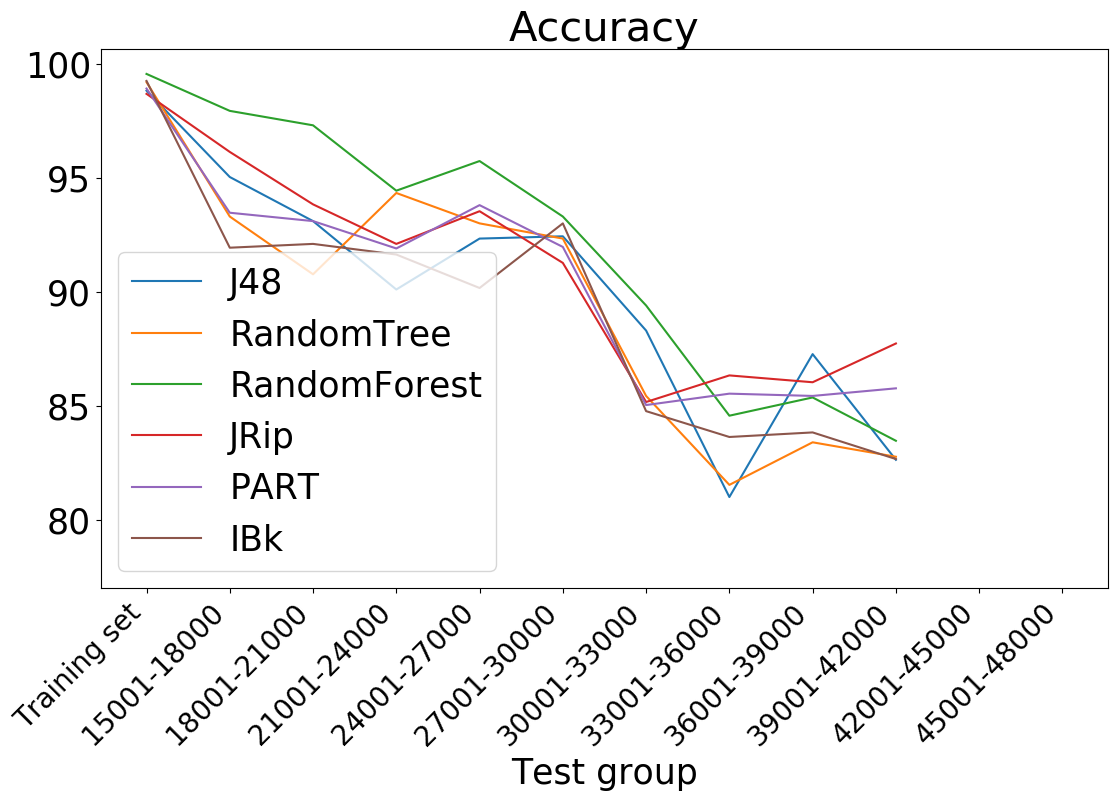 Accuracy
100
95
90
85
80
J48
RandomTree
RandomForest
JRip
PART
IBk
Training set
15001-18000
18001-21000
21001-24000
24001-27000
27001-30000
30001-33000
33001-36000
36001-39000
39001-42000
42001-45000
45001-48000
Test group